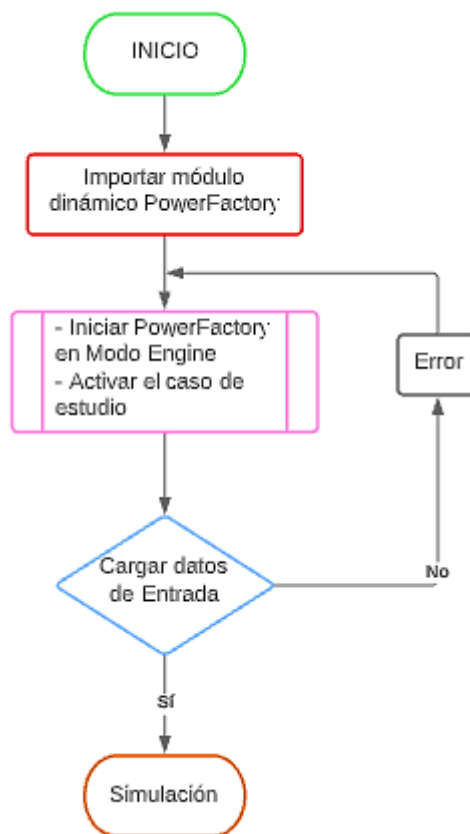 INICIO
Importar módulo
dinámico PowerFactory
- Iniciar PowerFactory
en Modo Engine
- Activar el caso de
estudio
Error
Cargar datos
de Entrada
No
Sí
Simulación